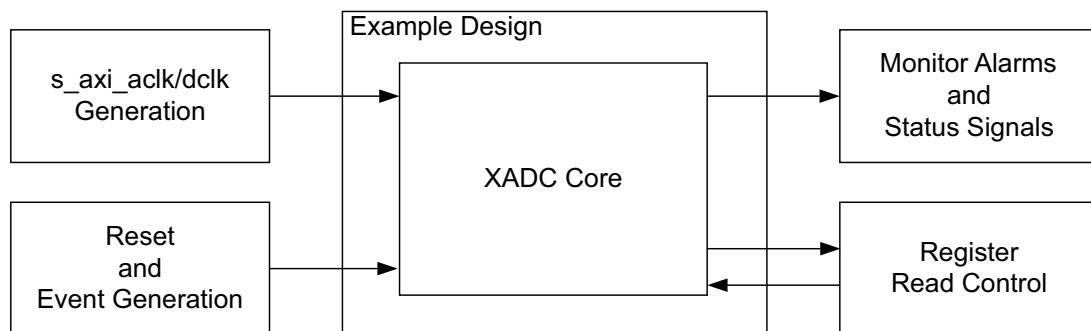 Example Design
s_axi_aclk/dclk
Generation
XADC Core
Monitor Alarms
and
Status Signals
Reset
and
Event Generation
Register
Read Control